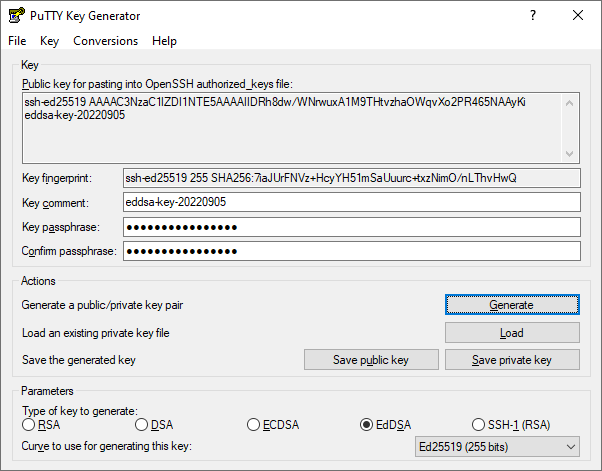 PuTTY Key Generator
File Key Conversions Help
Key
Public key for pasting into OpenSSH authorized_keys file:
ssh-ed25519 AAAAC3NzaC1lZDI1NTE5AAAAIIDRh8dw/WNrwuxA1M9THtvzhaOWqvXo2PR465NAAyKi
eddsa-key-20220905
Key fingerprint: ssh-ed25519 255 SHA256:7iaJUrFNVz+HcyYH51mSaUuurc+txzNimO/nLThvHwQ
Key comment: eddsa-key-20220905
Key passphrase: ●●●●●●●●●●●●●●●●
Confirm passphrase: ●●●●●●●●●●●●●●●●
Actions
Generate a public/private key pair Generate
Load an existing private key file Load
Save the generated key Save public key Save private key
Parameters
Type of key to generate:
RSA DSA ECDSA EdDSA SSH-1 (RSA)
Curve to use for generating this key: Ed25519 (255 bits)